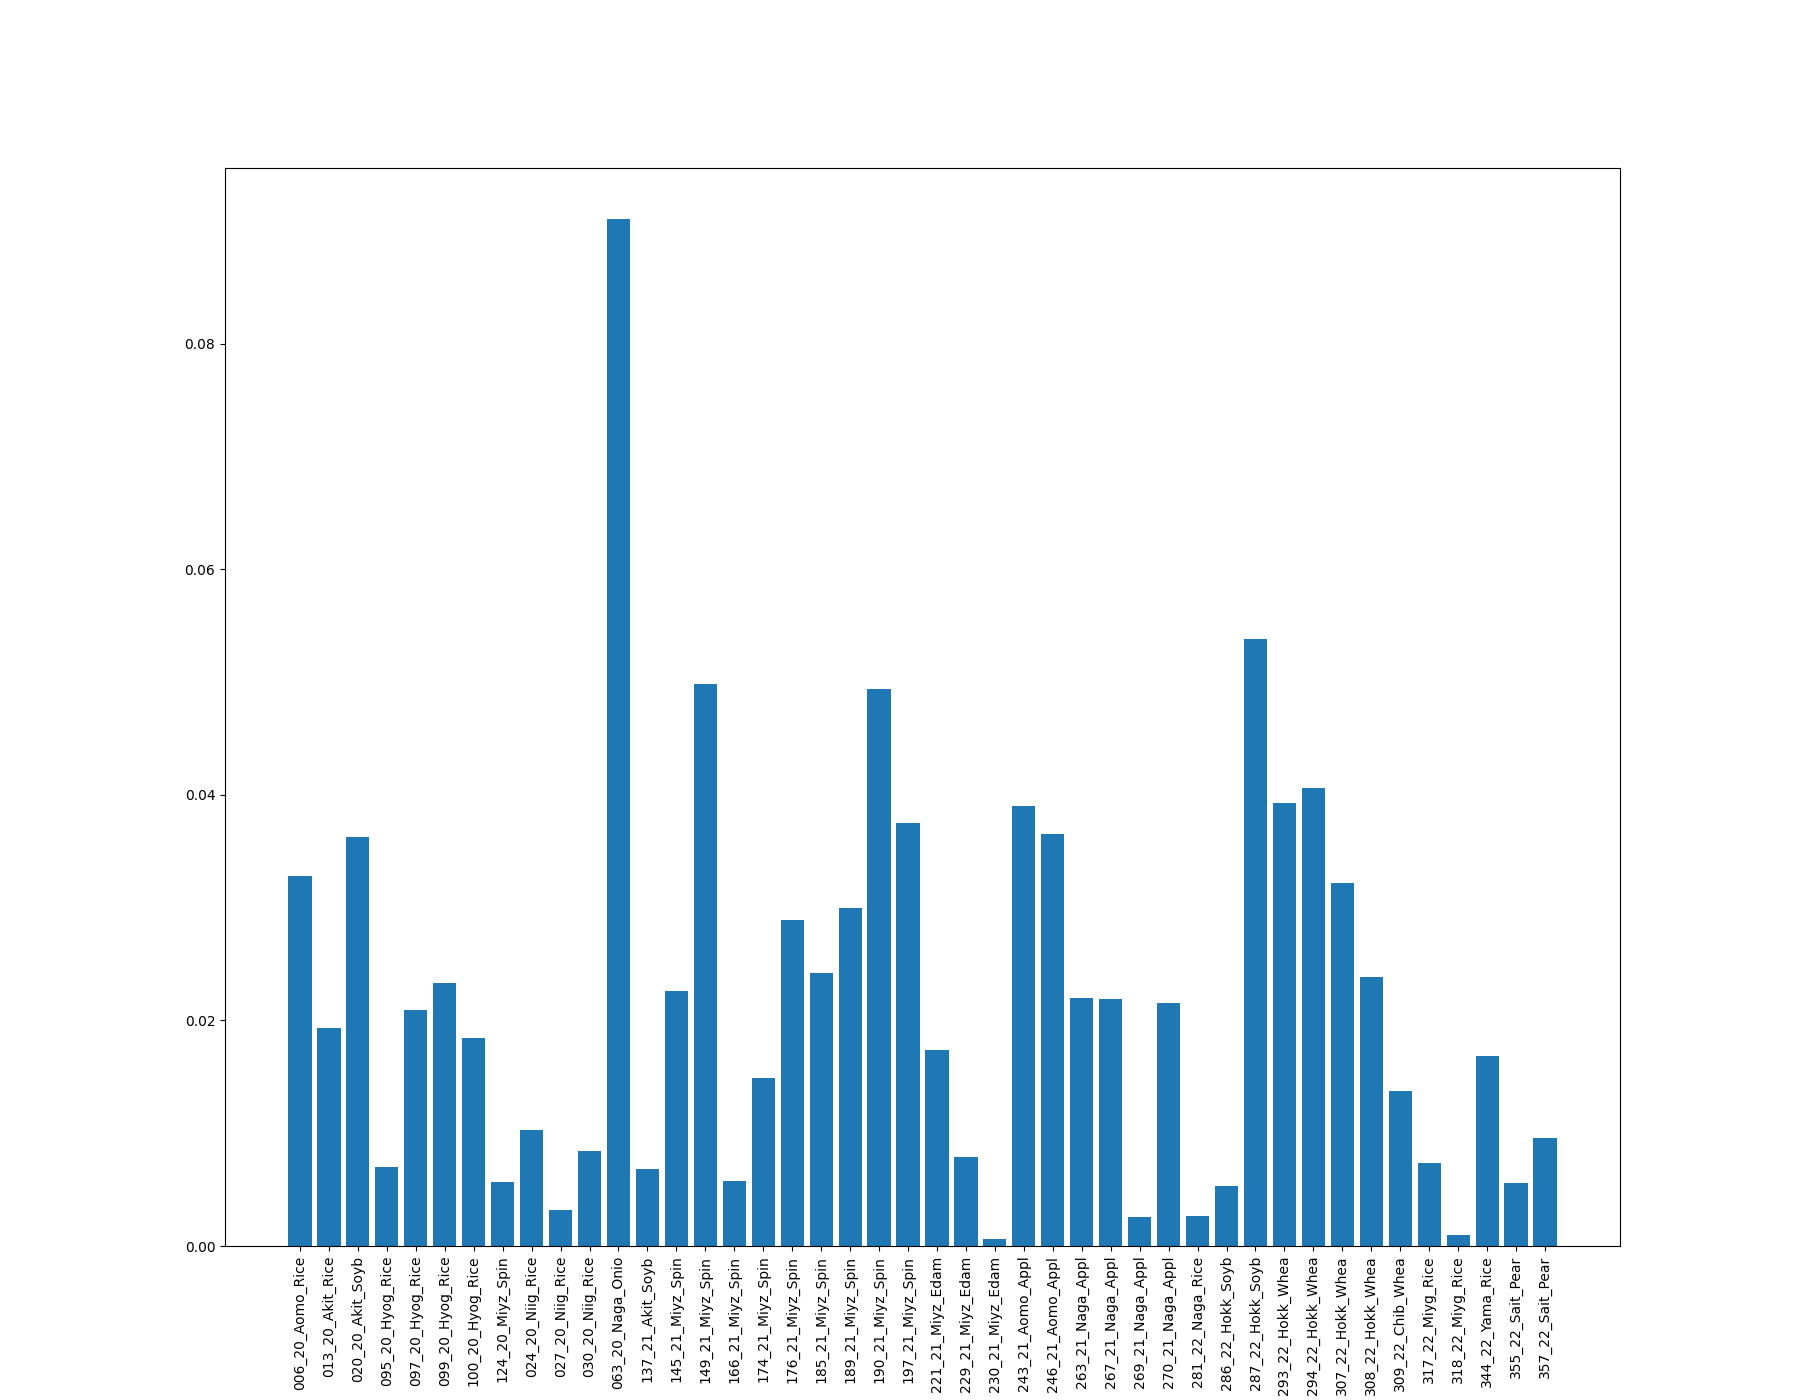 0.08
0.06
0.04
0.02
0.00
006_20_Aomo_Rice
013_20_Akit_Rice
020_20_Akit_Soyb
095_20_Hyog_Rice
097_20_Hyog_Rice
099_20_Hyog_Rice
100_20_Hyog_Rice
124_20_Miyz_Spin
024_20_Niig_Rice
027_20_Niig_Rice
030_20_Niig_Rice
063_20_Naga_Onio
137_21_Akit_Soyb
145_21_Miyz_Spin
149_21_Miyz_Spin
166_21_Miyz_Spin
174_21_Miyz_Spin
176_21_Miyz_Spin
185_21_Miyz_Spin
189_21_Miyz_Spin
190_21_Miyz_Spin
197_21_Miyz_Spin
221_21_Miyz_Edam
229_21_Miyz_Edam
230_21_Miyz_Edam
243_21_Aomo_Appl
246_21_Aomo_Appl
263_21_Naga_Appl
267_21_Naga_Appl
269_21_Naga_Appl
270_21_Naga_Appl
281_22_Naga_Rice
286_22_Hokk_Soyb
287_22_Hokk_Soyb
293_22_Hokk_Whea
294_22_Hokk_Whea
307_22_Hokk_Whea
308_22_Hokk_Whea
309_22_Chib_Whea
317_22_Miyg_Rice
318_22_Miyg_Rice
344_22_Yama_Rice
355_22_Sait_Pear
357_22_Sait_Pear